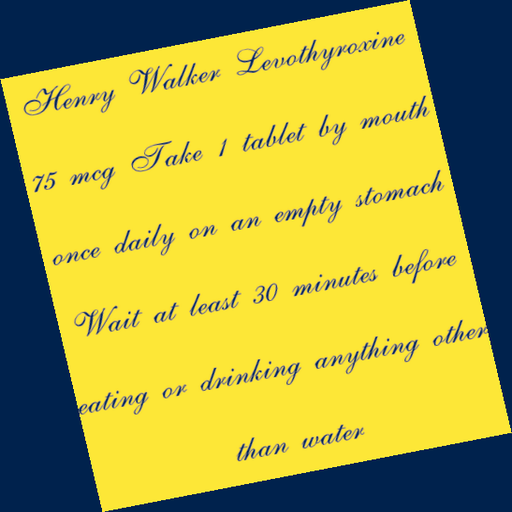 Henry Walker Levothyroxine
75 mcg Take 1 tablet by mouth
once daily on an empty stomach
Wait at least 30 minutes before
eating or drinking anything other
than water